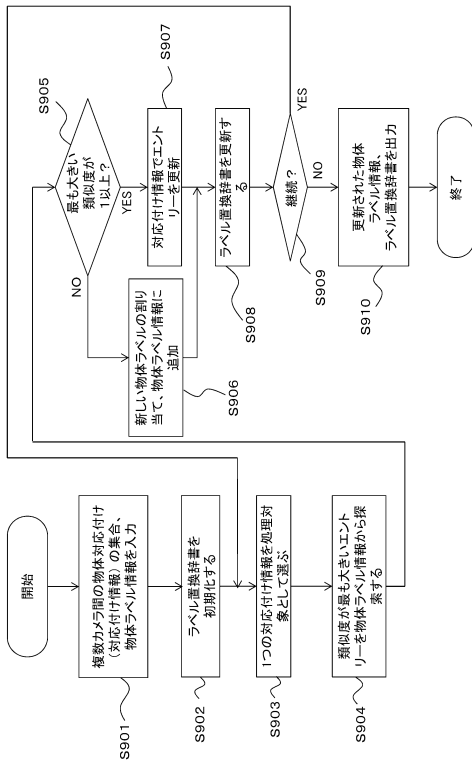 開始
複数カメラ間の物体対応付け
(対応付け情報)の集合、
物体ラベル情報を入力
S901
ラベル置換辞書を
初期化する
S902
1つの対応付け情報を処理対
象として選ぶ
S903
類似度が最も大きいエント
リーを物体ラベル情報から探
索する
S904
最も大きい
類似度が
1以上?
S905
NO
YES
新しい物体ラベルの割り
当て、物体ラベル情報に
追加
S906
対応付け情報でエント
リーを更新
S907
ラベル置換辞書を更新す
る
S908
継続?
S909
YES
NO
更新された物体
ラベル情報、
ラベル置換辞書を出力
S910
終了